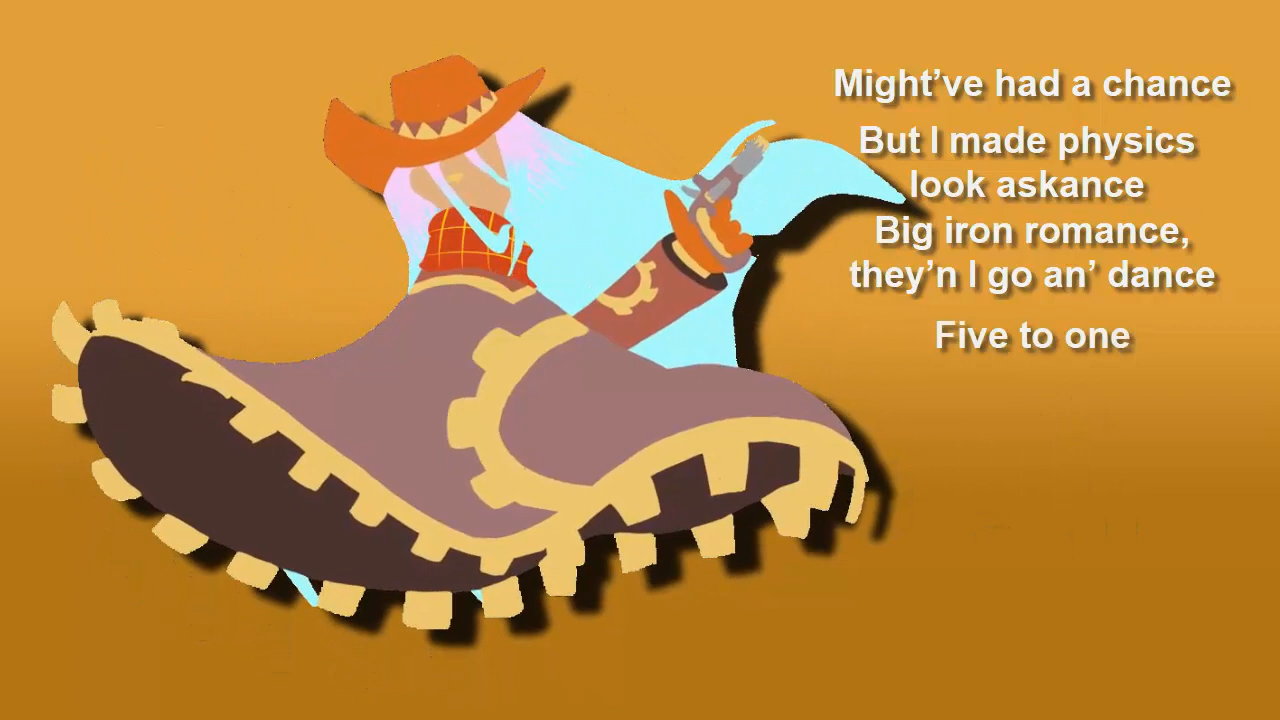 Might’ve had a chance
But I made physics
look askance
Big iron romance,
they’n I go an’ dance
Five to one